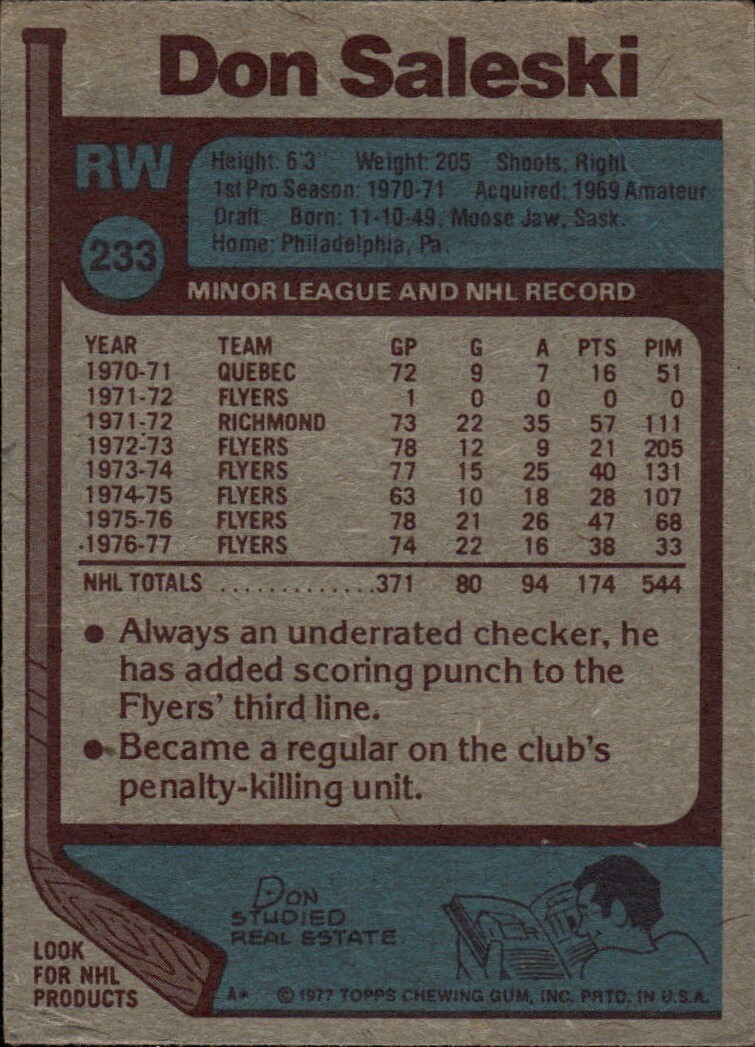 Don Saleski
RW
Height: 6'3" Weight: 205 Shoots: Right
1st Pro Season: 1970-71 Acquired: 1969 Amateur
Draft Born: 11-10-49, Moose Jaw, Sask.
Home: Philadelphia, Pa.
233
MINOR LEAGUE AND NHL RECORD
YEAR TEAM GP G A PTS PIM
1970-71 QUEBEC 72 9 7 16 51
1971-72 FLYERS 1 0 0 0 0
1971-72 RICHMOND 73 22 35 57 111
1972-73 FLYERS 78 12 9 21 205
1973-74 FLYERS 77 15 25 40 131
1974-75 FLYERS 63 10 18 28 107
1975-76 FLYERS 78 21 26 47 68
1976-77 FLYERS 74 22 16 38 33
NHL TOTALS .............371 80 94 174 544
• Always an underrated checker, he
has added scoring punch to the
Flyers' third line.
• Became a regular on the club's
penalty-killing unit.
DON
STUDIED
REAL ESTATE.
LOOK
FOR NHL
PRODUCTS
A* © 1977 TOPPS CHEWING GUM, INC. PRTD. IN U.S.A.